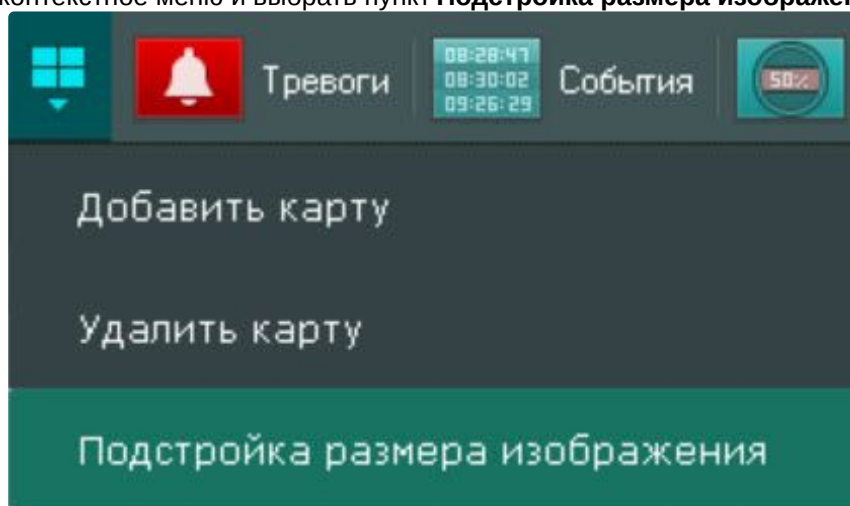 контекстное меню и выбрать пункт Подстройка размера изображен
Тревоги
08:28:47
08:30:02
09:26:29
События
50%
Добавить карту
Удалить карту
Подстройка размера изображения